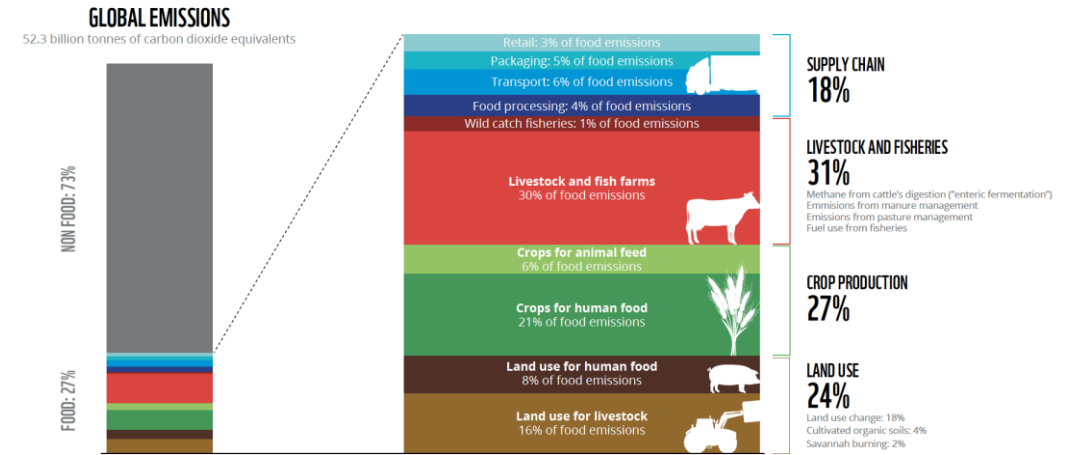 GLOBAL EMISSIONS
52.3 billion tonnes of carbon dioxide equivalents
NON FOOD: 73%
FOOD: 27%
Retail: 3% of food emissions
Packaging: 5% of food emissions
Transport: 6% of food emissions
Food processing: 4% of food emissions
Wild catch fisheries: 1% of food emissions
Livestock and fish farms
30% of food emissions
Crops for animal feed
6% of food emissions
Crops for human food
21% of food emissions
Land use for human food
8% of food emissions
Land use for livestock
16% of food emissions
SUPPLY CHAIN
18%
LIVESTOCK AND FISHERIES
31%
Methane from cattle's digestion ("enteric fermentation")
Emmisions from manure management
Emissions from pasture management
Fuel use from fisheries
CROP PRODUCTION
27%
LAND USE
24%
Land use change: 18%
Cultivated organic soils: 4%
Savannah burning: 2%